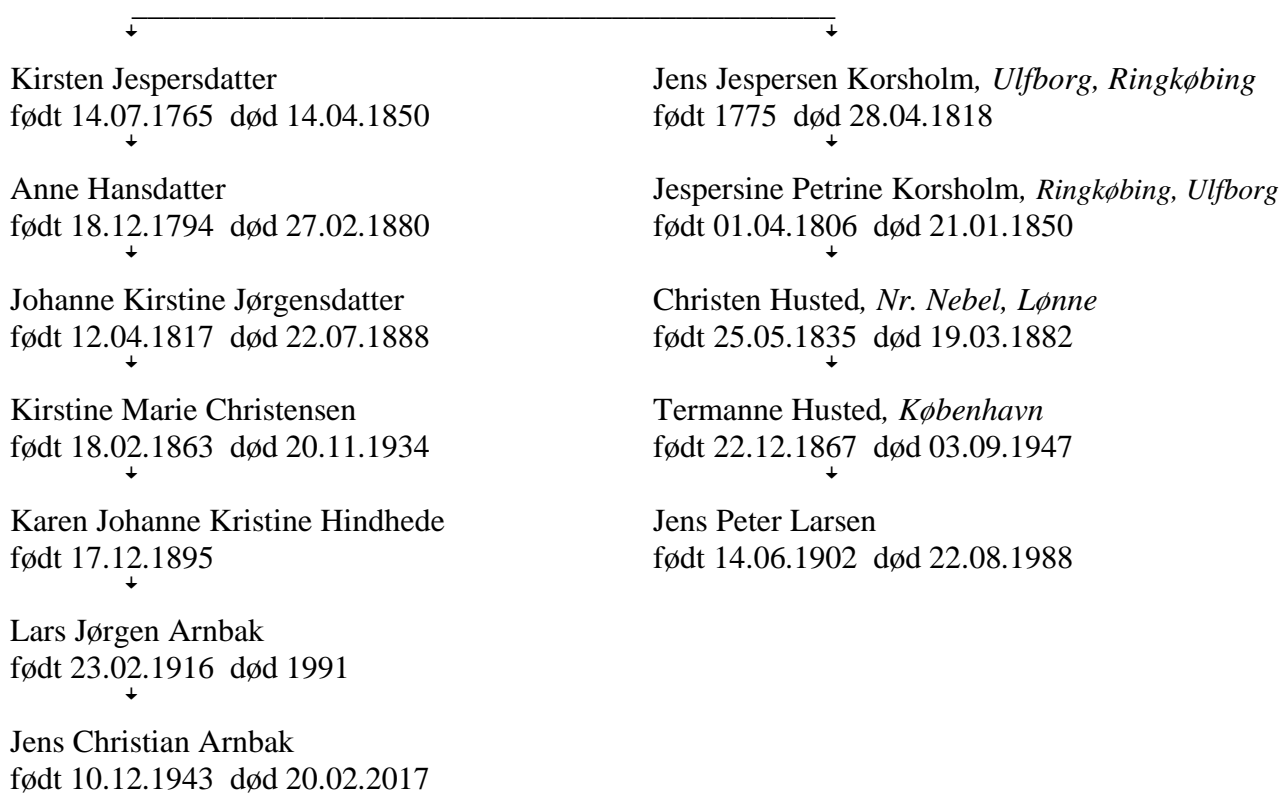 Kirsten Jespersdatter
født 14.07.1765 død 14.04.1850
Anne Hansdatter
født 18.12.1794 død 27.02.1880
Johanne Kirstine Jørgensdatter
født 12.04.1817 død 22.07.1888
Kirstine Marie Christensen
født 18.02.1863 død 20.11.1934
Karen Johanne Kristine Hindhede
født 17.12.1895
Lars Jørgen Arnbak
født 23.02.1916 død 1991
Jens Christian Arnbak
født 10.12.1943 død 20.02.2017
Jens Jespersen Korsholm, Ulfborg, Ringkøbing
født 1775 død 28.04.1818
Jespersine Petrine Korsholm, Ringkøbing, Ulfborg
født 01.04.1806 død 21.01.1850
Christen Husted, Nr. Nebel, Lønne
født 25.05.1835 død 19.03.1882
Termanne Husted, København
født 22.12.1867 død 03.09.1947
Jens Peter Larsen
født 14.06.1902 død 22.08.1988